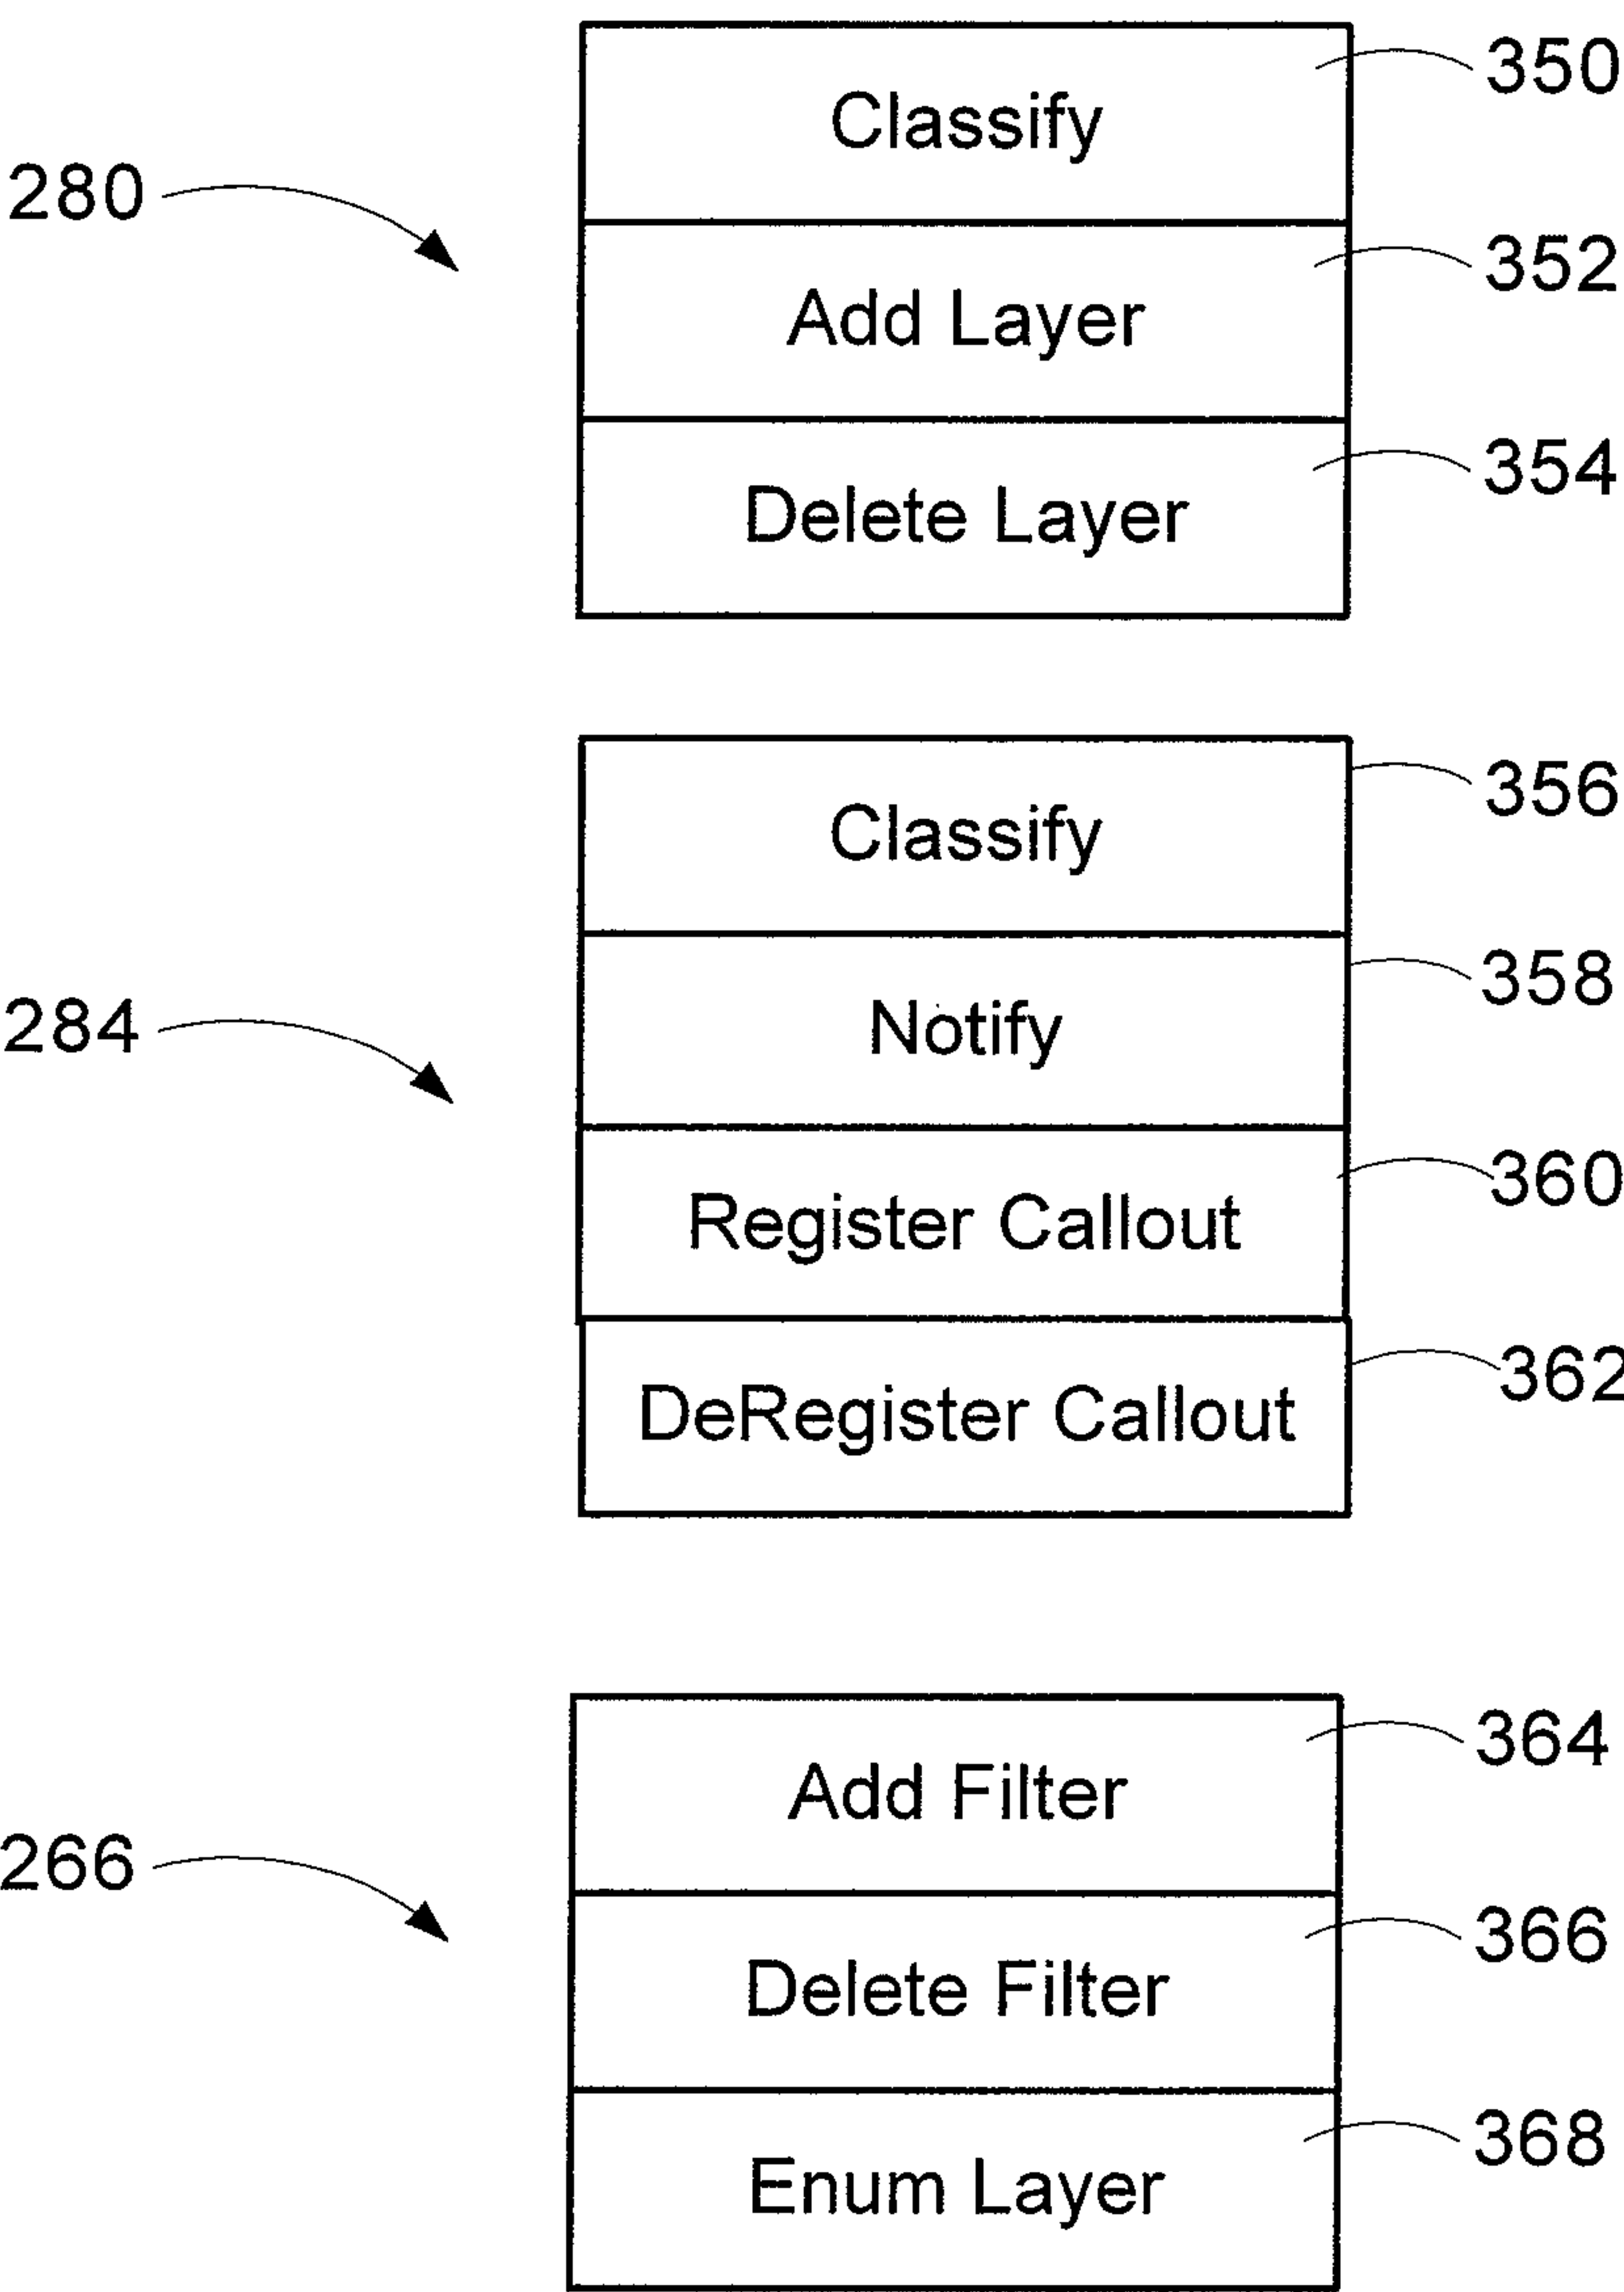 350
Classify
280
352
Add Layer
354
Delete Layer
356
Classify
358
Notify
284
360
Register Callout
362
DeRegister Callout
364
Add Filter
266
366
Delete Filter
368
Enum Layer